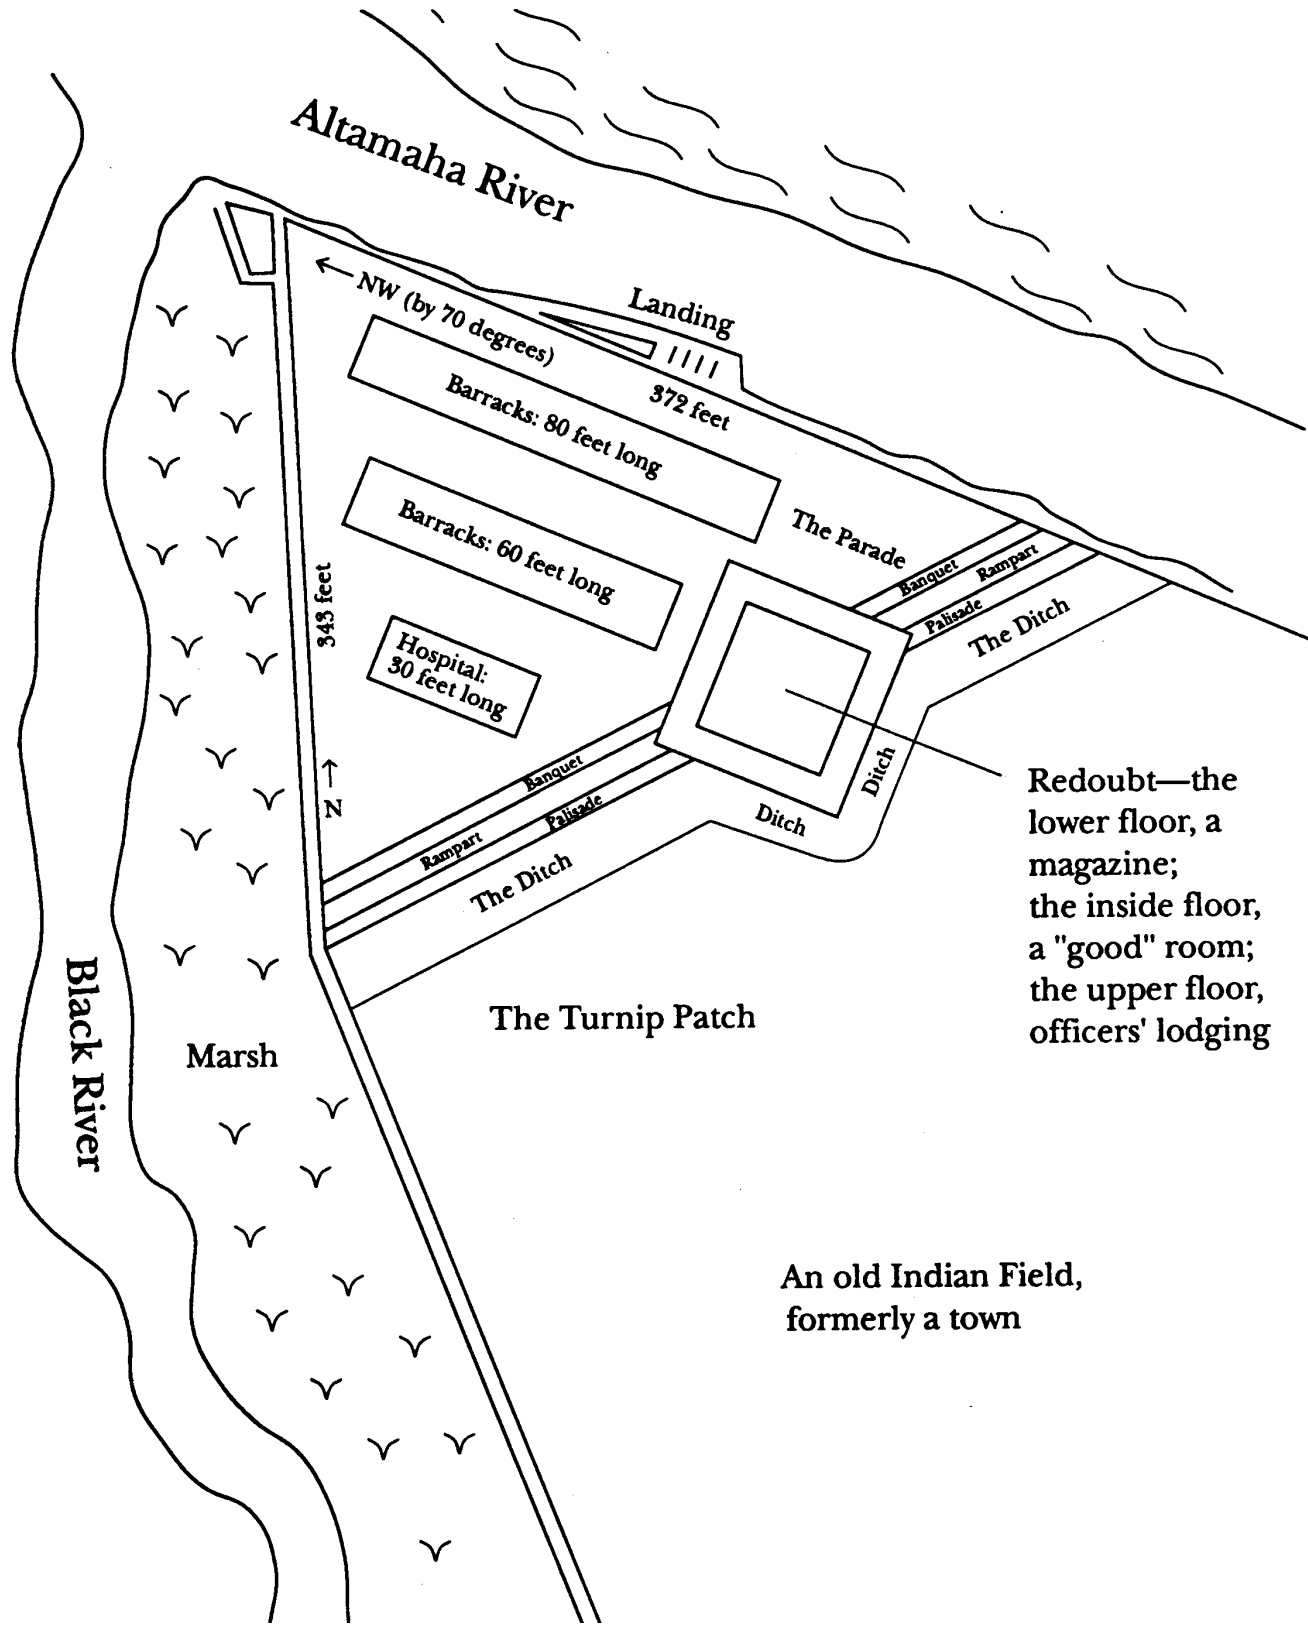 Altamaha River
Landing
NW (by 70 degrees)
372 feet
Barracks: 80 feet long
The Parade
Barracks: 60 feet long
Banquet
Rampart
Palisade
The Ditch
343 feet
Hospital:
30 feet long
N
Banquet
Rampart
Palisade
The Ditch
Ditch
Ditch
Redoubt—the
lower floor, a
magazine;
the inside floor,
a "good" room;
the upper floor,
officers' lodging
Black River
Marsh
The Turnip Patch
An old Indian Field,
formerly a town